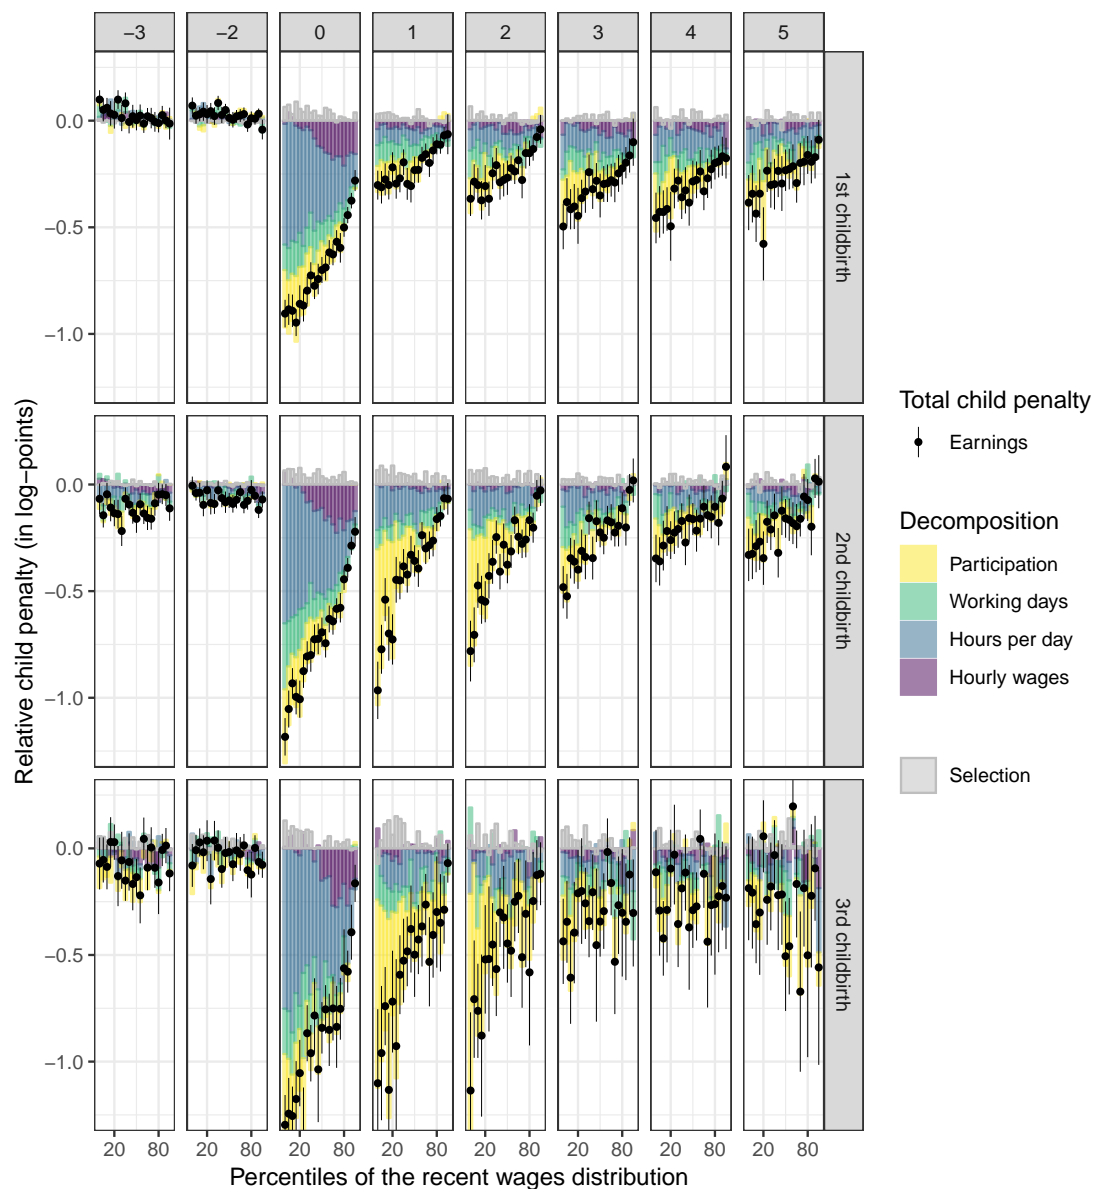 −3 −2 0 1 2 3 4 5
0.0
−0.5
−1.0
1st childbirth
0.0
−0.5
−1.0
2nd childbirth
0.0
−0.5
−1.0
3rd childbirth
20 80 20 80 20 80 20 80 20 80 20 80 20 80 20 80
Percentiles of the recent wages distribution
Relative child penalty (in log−points)
Total child penalty
Earnings
Decomposition
Participation
Working days
Hours per day
Hourly wages
Selection